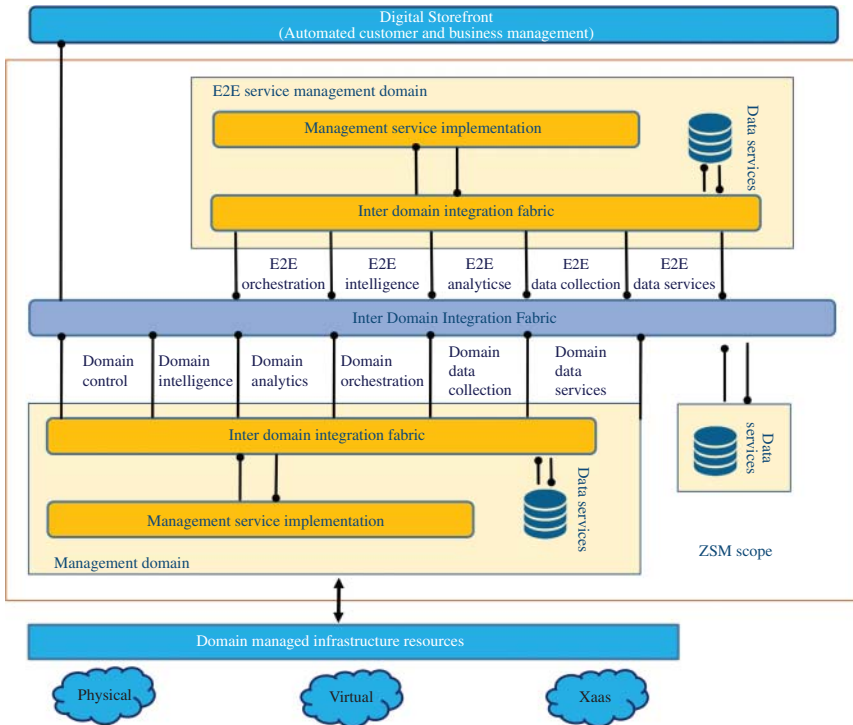 Digital Storefront
(Automated customer and business management)
E2E service management domain
Management service implementation
Data services
Inter domain integration fabric
E2E
orchestration
E2E
intelligence
E2E
analyticse
E2E
data collection
E2E
data services
Inter Domain Integration Fabric
Domain
control
Domain
intelligence
Domain
analytics
Domain
orchestration
Domain
data
collection
Domain
data
services
Inter domain integration fabric
Data
services
Data services
Management service implementation
ZSM scope
Management domain
Domain managed infrastructure resources
Physical
Virtual
Xaas